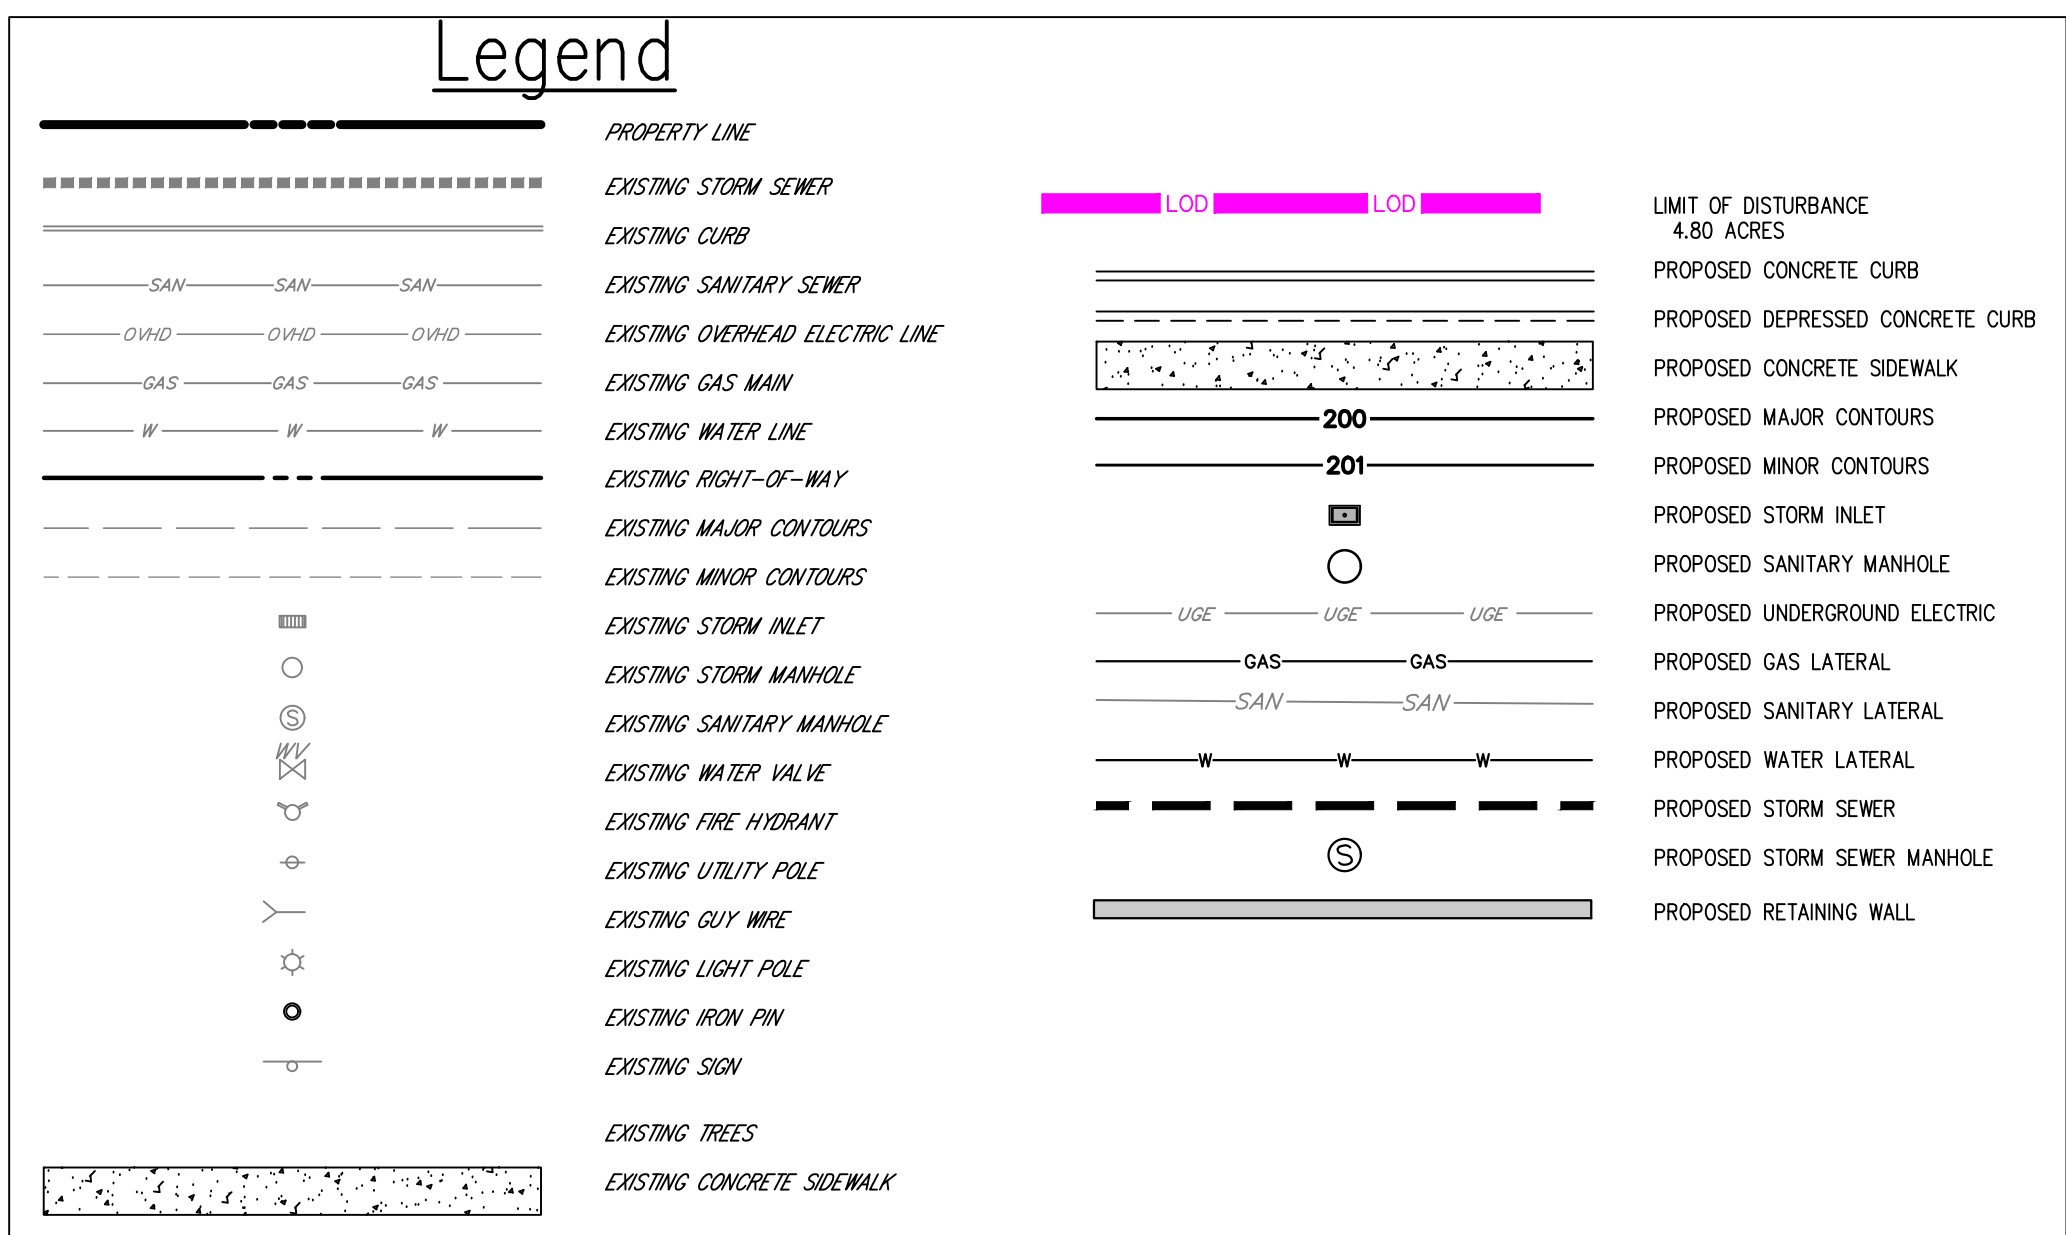 Legend
PROPERTY LINE
EXISTING STORM SEWER
EXISTING CURB
SAN SAN SAN EXISTING SANITARY SEWER
OVHD OVHD OVHD EXISTING OVERHEAD ELECTRIC LINE
GAS GAS GAS EXISTING GAS MAIN
W W W EXISTING WATER LINE
EXISTING RIGHT-OF-WAY
EXISTING MAJOR CONTOURS
EXISTING MINOR CONTOURS
EXISTING STORM INLET
EXISTING STORM MANHOLE
S EXISTING SANITARY MANHOLE
WV
EXISTING WATER VALVE
EXISTING FIRE HYDRANT
EXISTING UTILITY POLE
EXISTING GUY WIRE
EXISTING LIGHT POLE
EXISTING IRON PIN
EXISTING SIGN
EXISTING TREES
EXISTING CONCRETE SIDEWALK
LOD LOD LIMIT OF DISTURBANCE
4.80 ACRES
PROPOSED CONCRETE CURB
PROPOSED DEPRESSED CONCRETE CURB
PROPOSED CONCRETE SIDEWALK
200 PROPOSED MAJOR CONTOURS
201 PROPOSED MINOR CONTOURS
PROPOSED STORM INLET
PROPOSED SANITARY MANHOLE
UGE UGE UGE PROPOSED UNDERGROUND ELECTRIC
GAS GAS PROPOSED GAS LATERAL
SAN SAN PROPOSED SANITARY LATERAL
W W W PROPOSED WATER LATERAL
PROPOSED STORM SEWER
S PROPOSED STORM SEWER MANHOLE
PROPOSED RETAINING WALL